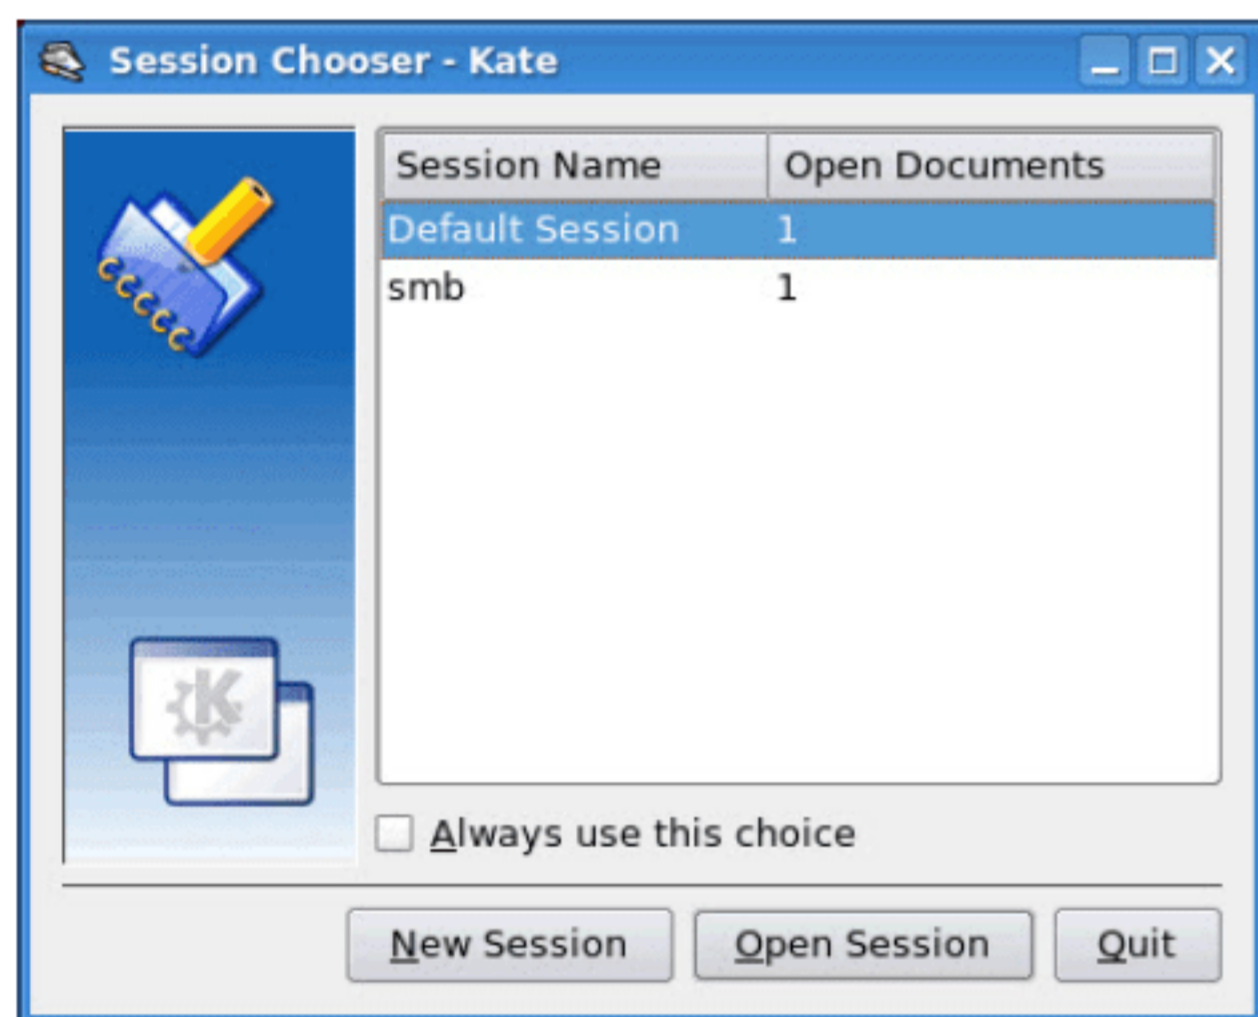 Session Chooser - Kate
Session Name Open Documents
Default Session 1
smb 1
K
Always use this choice
New Session Open Session Quit